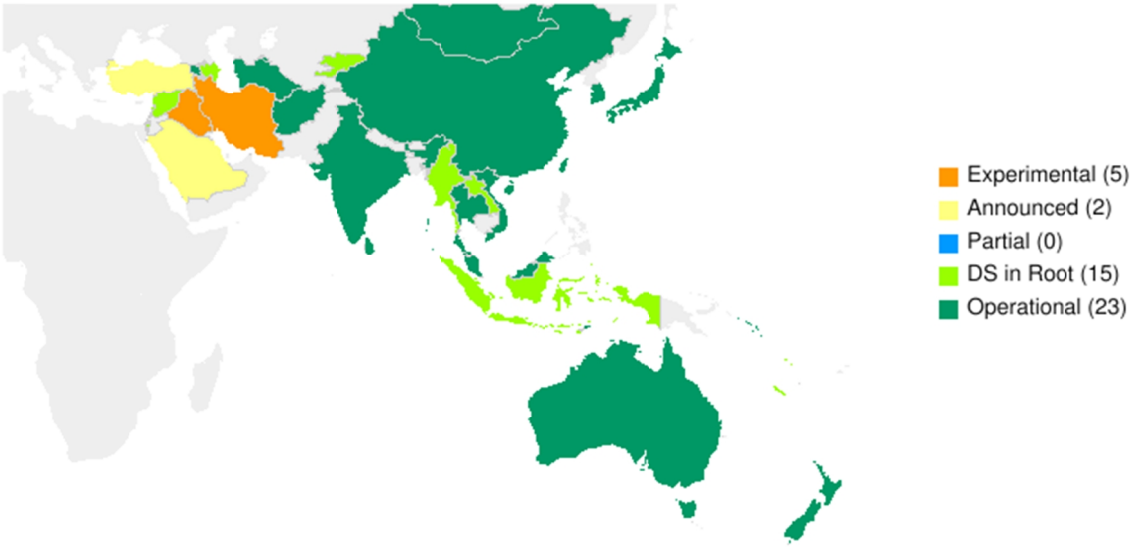 Experimental (5)
Announced (2)
Partial (0)
DS in Root (15)
Operational (23)